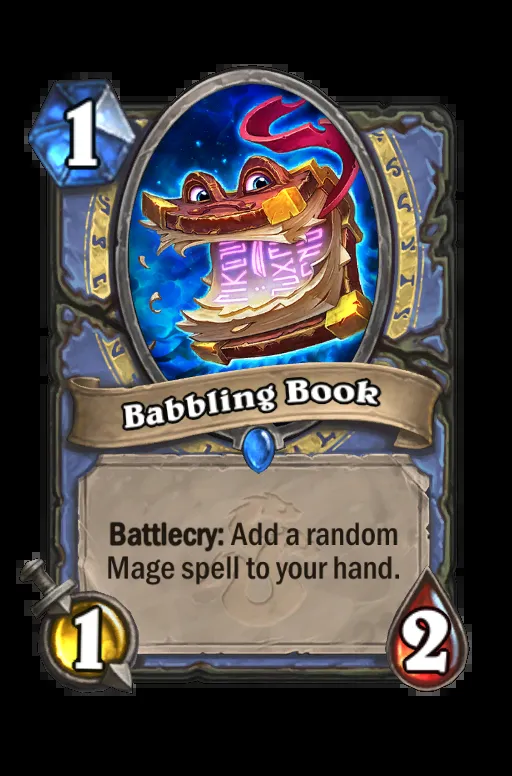 1
Babbling Book
Battlecry: Add a random
Mage spell to your hand.
1
2